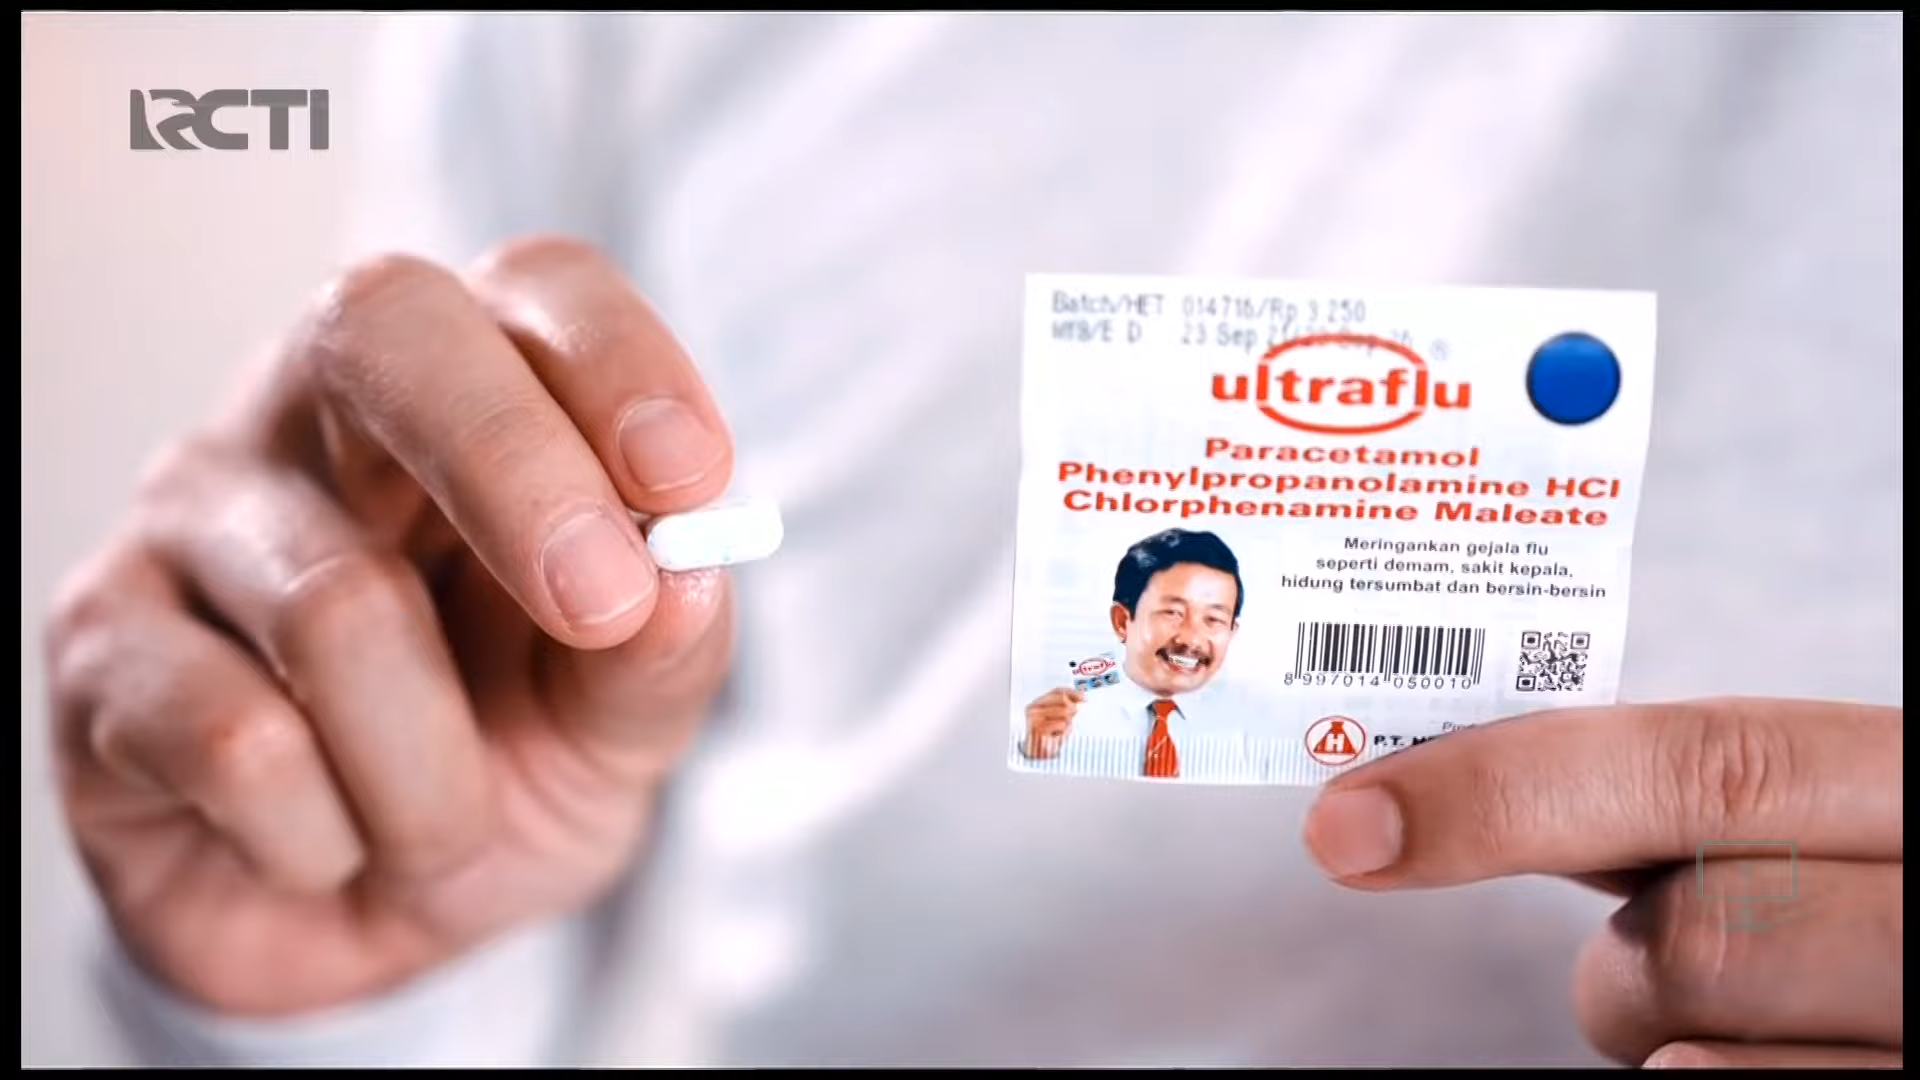 RCTI
Batch/HET 014716/Rp 3 250
23 Sep
ultraflu
Paracetamol
Phenylpropanolamine HCl
Chlorphenamine Maleate
Meringankan gejala flu
seperti demam, sakit kepala,
hidung tersumbat dan bersin-bersin
ultraflu
8 997014 050010
H P.T.